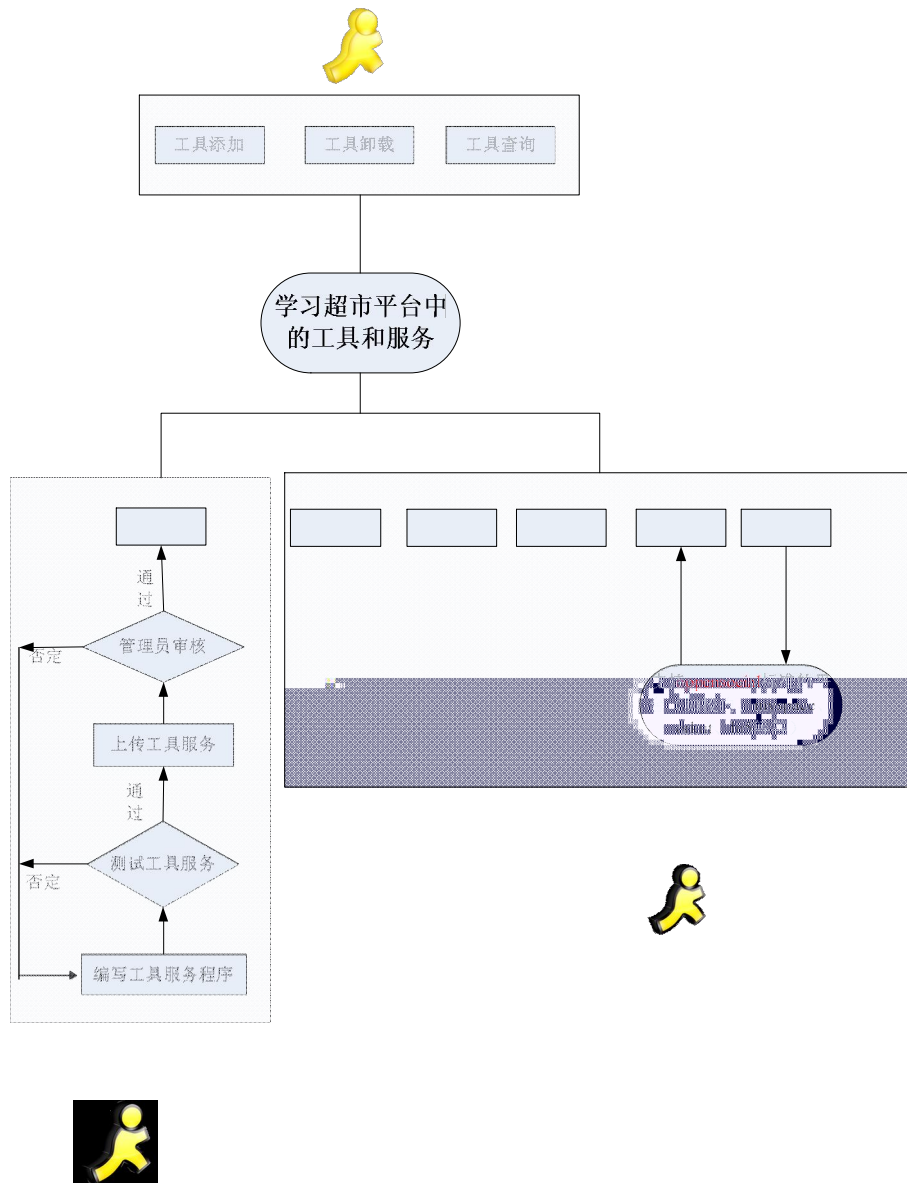 工具添加
工具卸载
工具查询
学习超市平台中
的工具和服务
通
过
管理员审核
否定
上传工具服务
通
过
测试工具服务
否定
编写工具服务程序